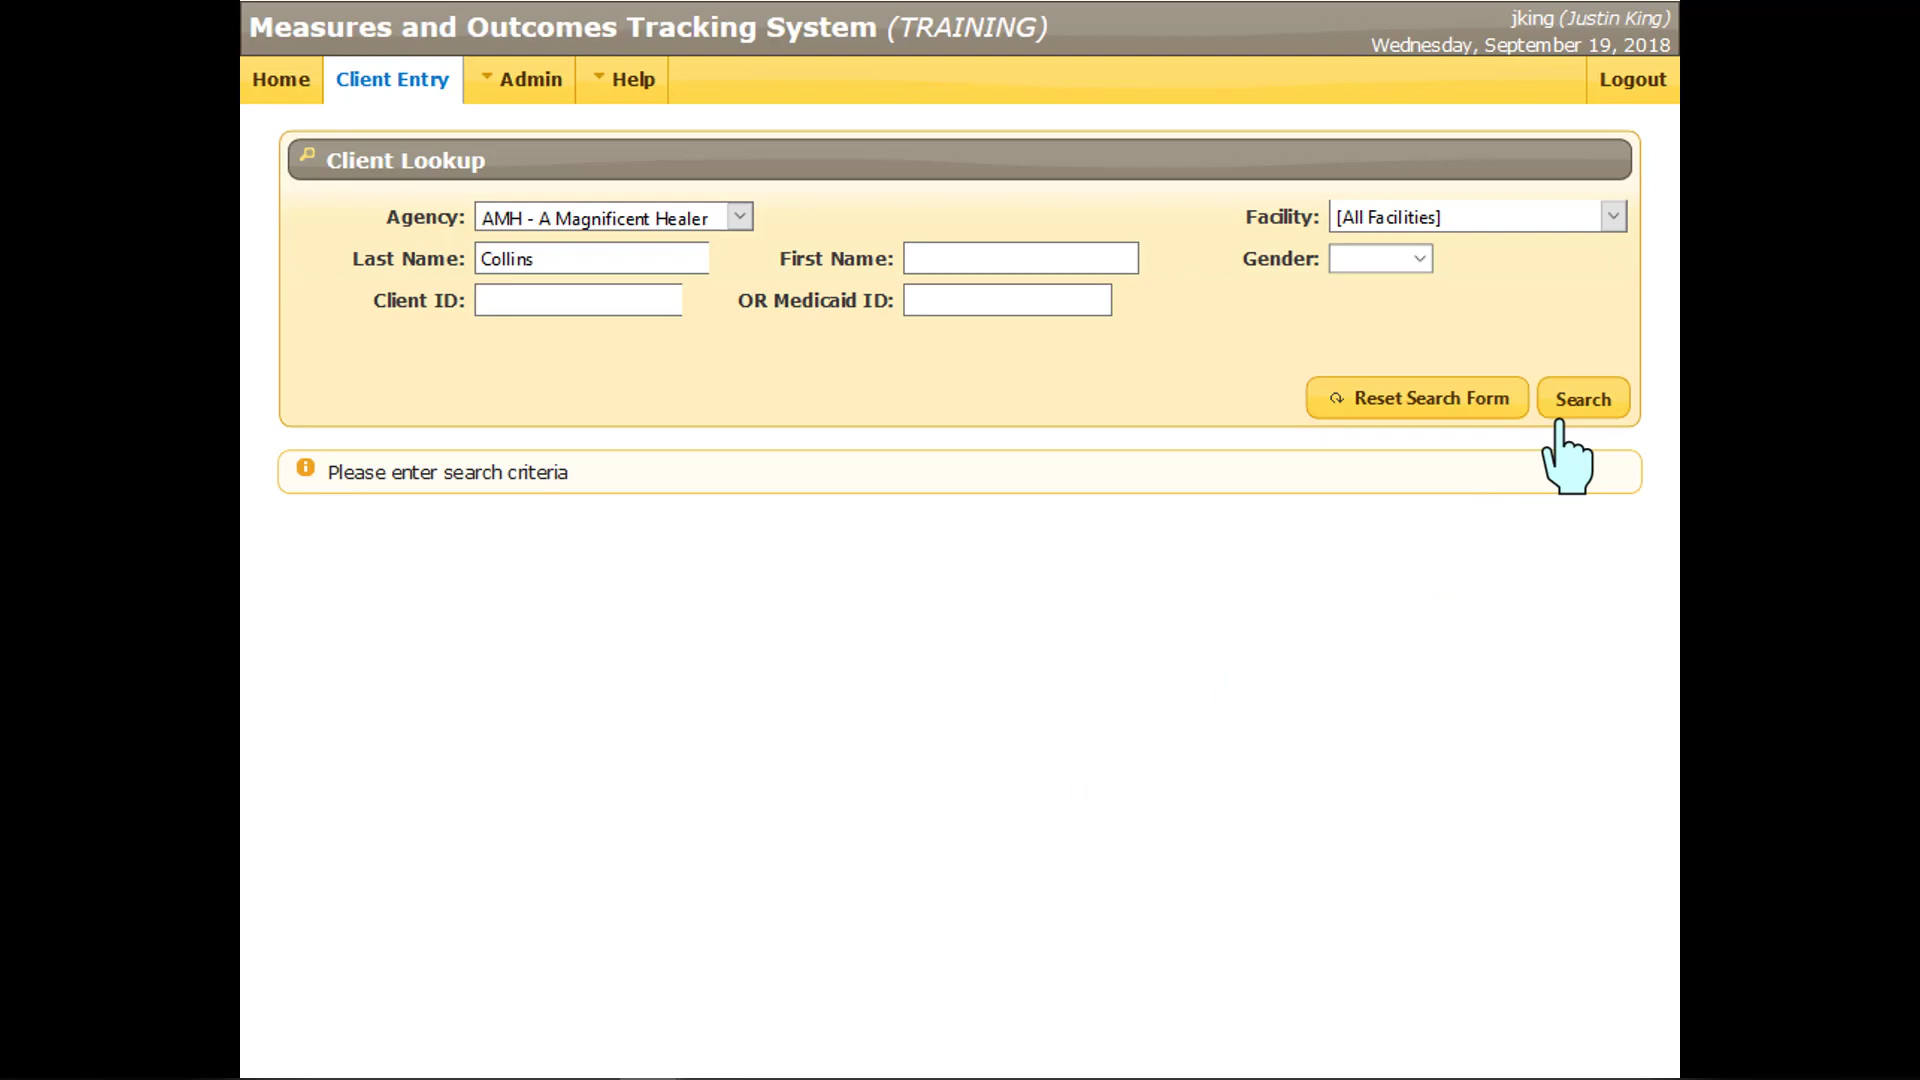 Measures and Outcomes Tracking System (TRAINING)
jking (Justin King)
Wednesday, September 19, 2018
Home Client Entry Admin Help Logout
Client Lookup
Agency: AMH - A Magnificent Healer Facility: [All Facilities]
Last Name: Collins First Name: Gender:
Client ID: OR Medicaid ID:
Reset Search Form Search
Please enter search criteria